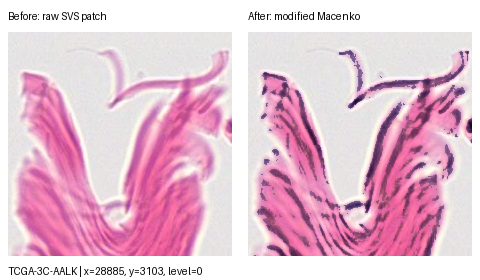 Before: raw SVS patch
After: modified Macenko
TCGA-3C-AALK | x=28885, y=3103, level=0